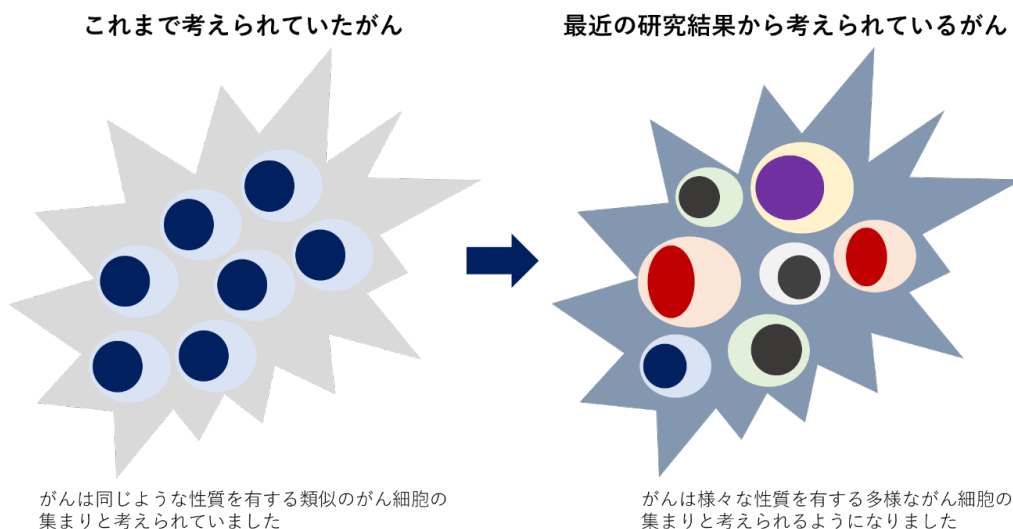 これまで考えられていたがん
最近の研究結果から考えられているがん
がんは同じような性質を有する類似のがん細胞の
集まりと考えられていました
がんは様々な性質を有する多様ながん細胞の
集まりと考えられるようになりました